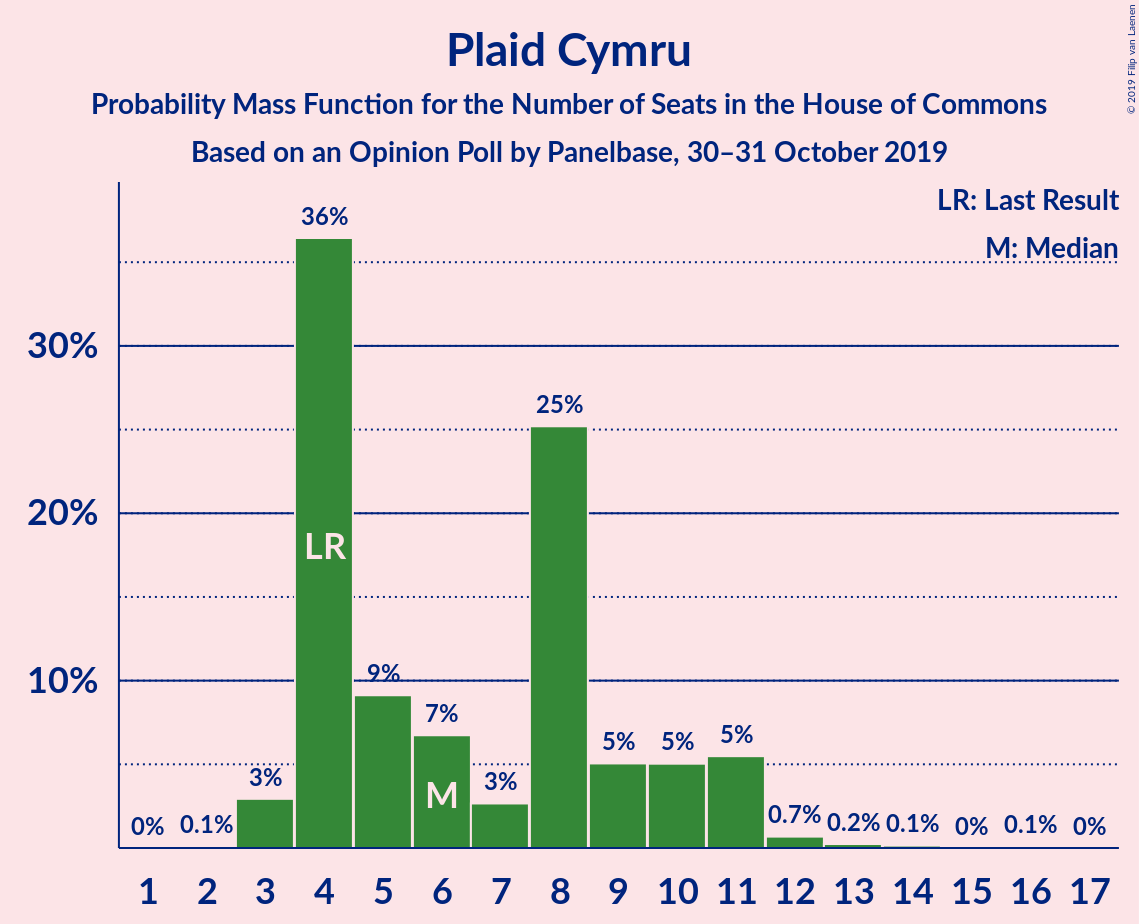 Plaid Cymru
Probability Mass Function for the Number of Seats in the House of Commons
Based on an Opinion Poll by Panelbase, 30–31 October 2019
© 2019 Filip van Laenen
LR: Last Result
M: Median
36%
30%
25%
20%
LR
10%
9%
7%
5% 5% 5%
3%
3%
M
0% 0.1% 0.7% 0.2% 0.1% 0% 0.1% 0%
1 2 3 4 5 6 7 8 9 10 11 12 13 14 15 16 17